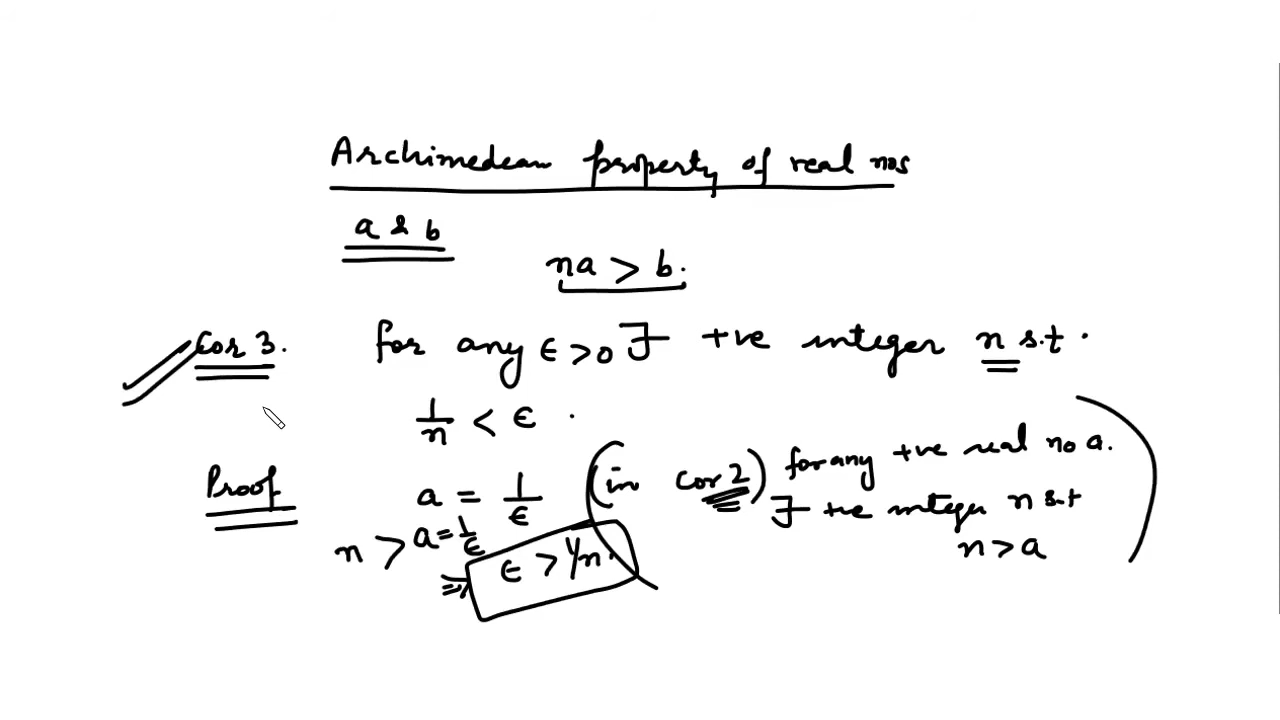 Archimedean property of real nos
a & b
na > b.
Cor 3. for any ϵ > 0 ∃ +ve integer n s.t.
1/n < ϵ .
Proof a = 1/ϵ (in cor 2) for any +ve real no a.
∃ +ve integer n s.t
n > a = 1/ϵ n > a
⇒ ϵ > 1/n.